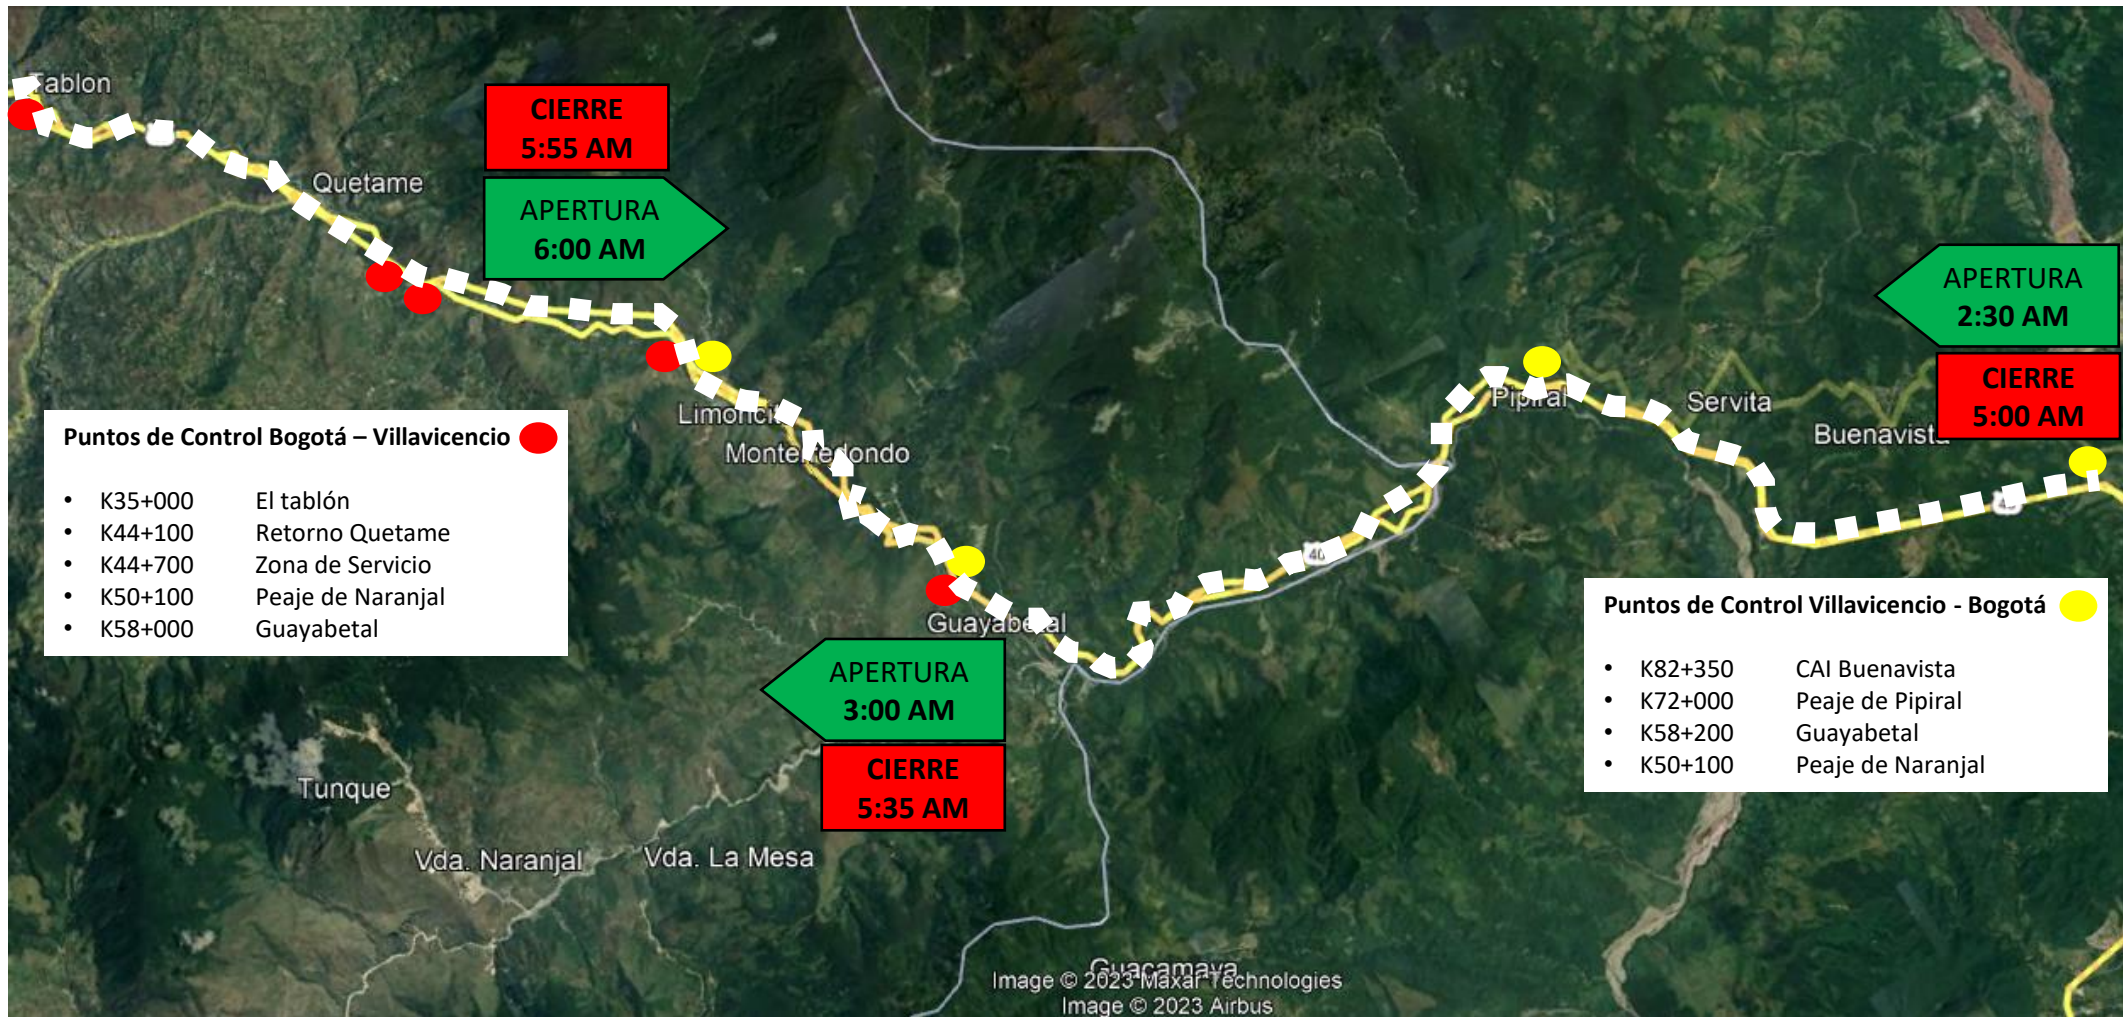 Tablon
CIERRE
5:55 AM
Quetame
APERTURA
6:00 AM
APERTURA
2:30 AM
CIERRE
5:00 AM
Pipiral
Servita
Buenavista
Limoncit
Monterredondo
Puntos de Control Bogotá – Villavicencio
• K35+000 El tablón
• K44+100 Retorno Quetame
• K44+700 Zona de Servicio
• K50+100 Peaje de Naranjal
• K58+000 Guayabetal
40
Guayabetal
APERTURA
3:00 AM
CIERRE
5:35 AM
Puntos de Control Villavicencio - Bogotá
• K82+350 CAI Buenavista
• K72+000 Peaje de Pipiral
• K58+200 Guayabetal
• K50+100 Peaje de Naranjal
Tunque
Vda. Naranjal
Vda. La Mesa
Guacamaya
Image © 2023 Maxar Technologies
Image © 2023 Airbus